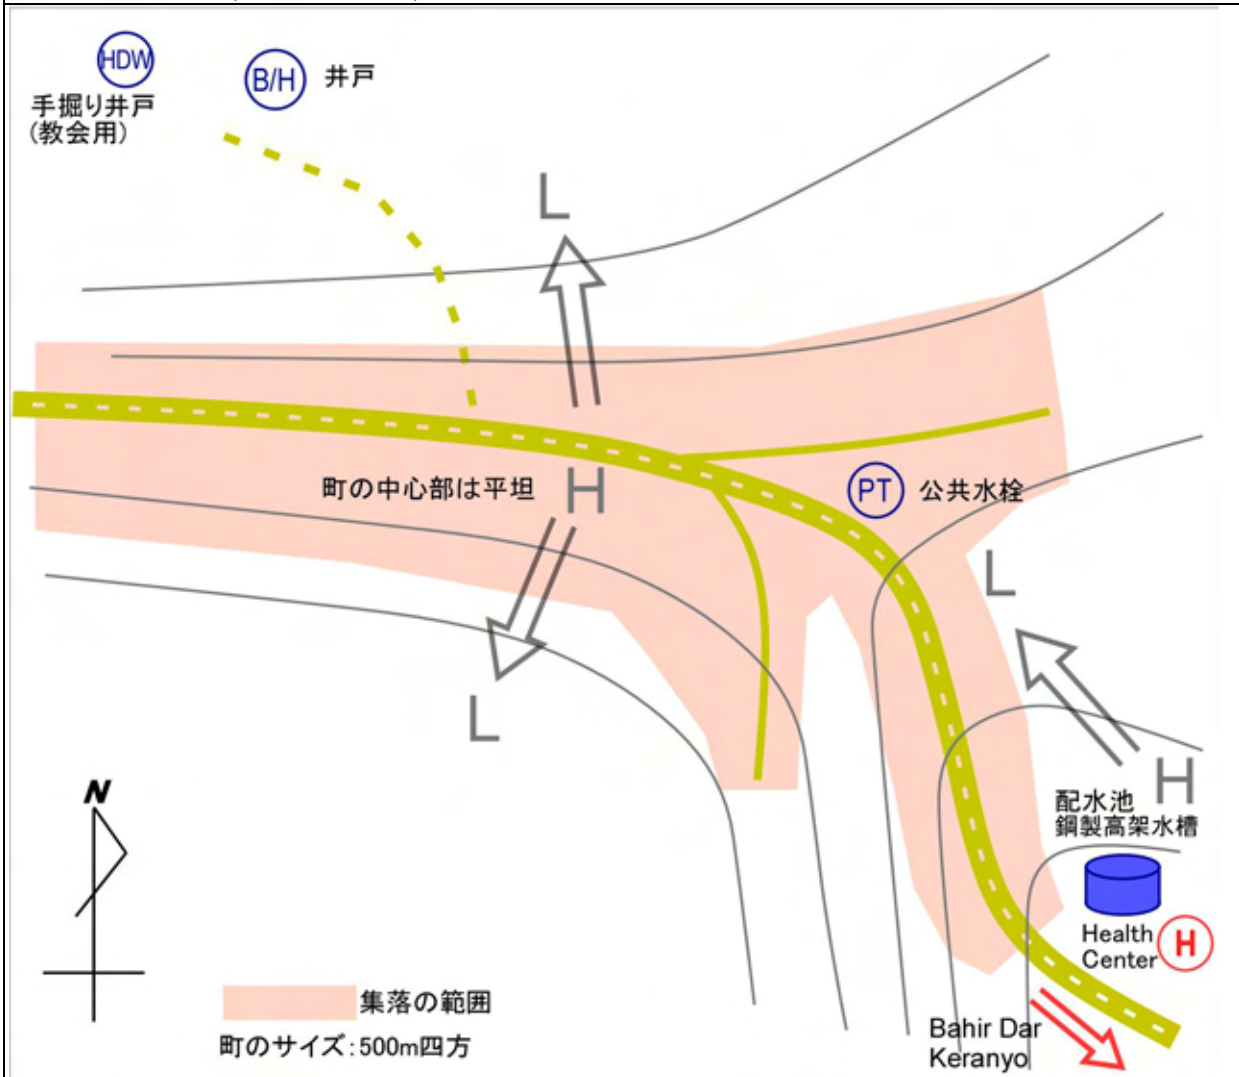 HDW
手掘り井戸
(教会用)
B/H
井戸
L
町の中心部は平坦
H
PT
公共水栓
L
L
H
配水池
鋼製高架水槽
Health
Center
H
N
集落の範囲
町のサイズ:500m四方
Bahir Dar
Keranyo